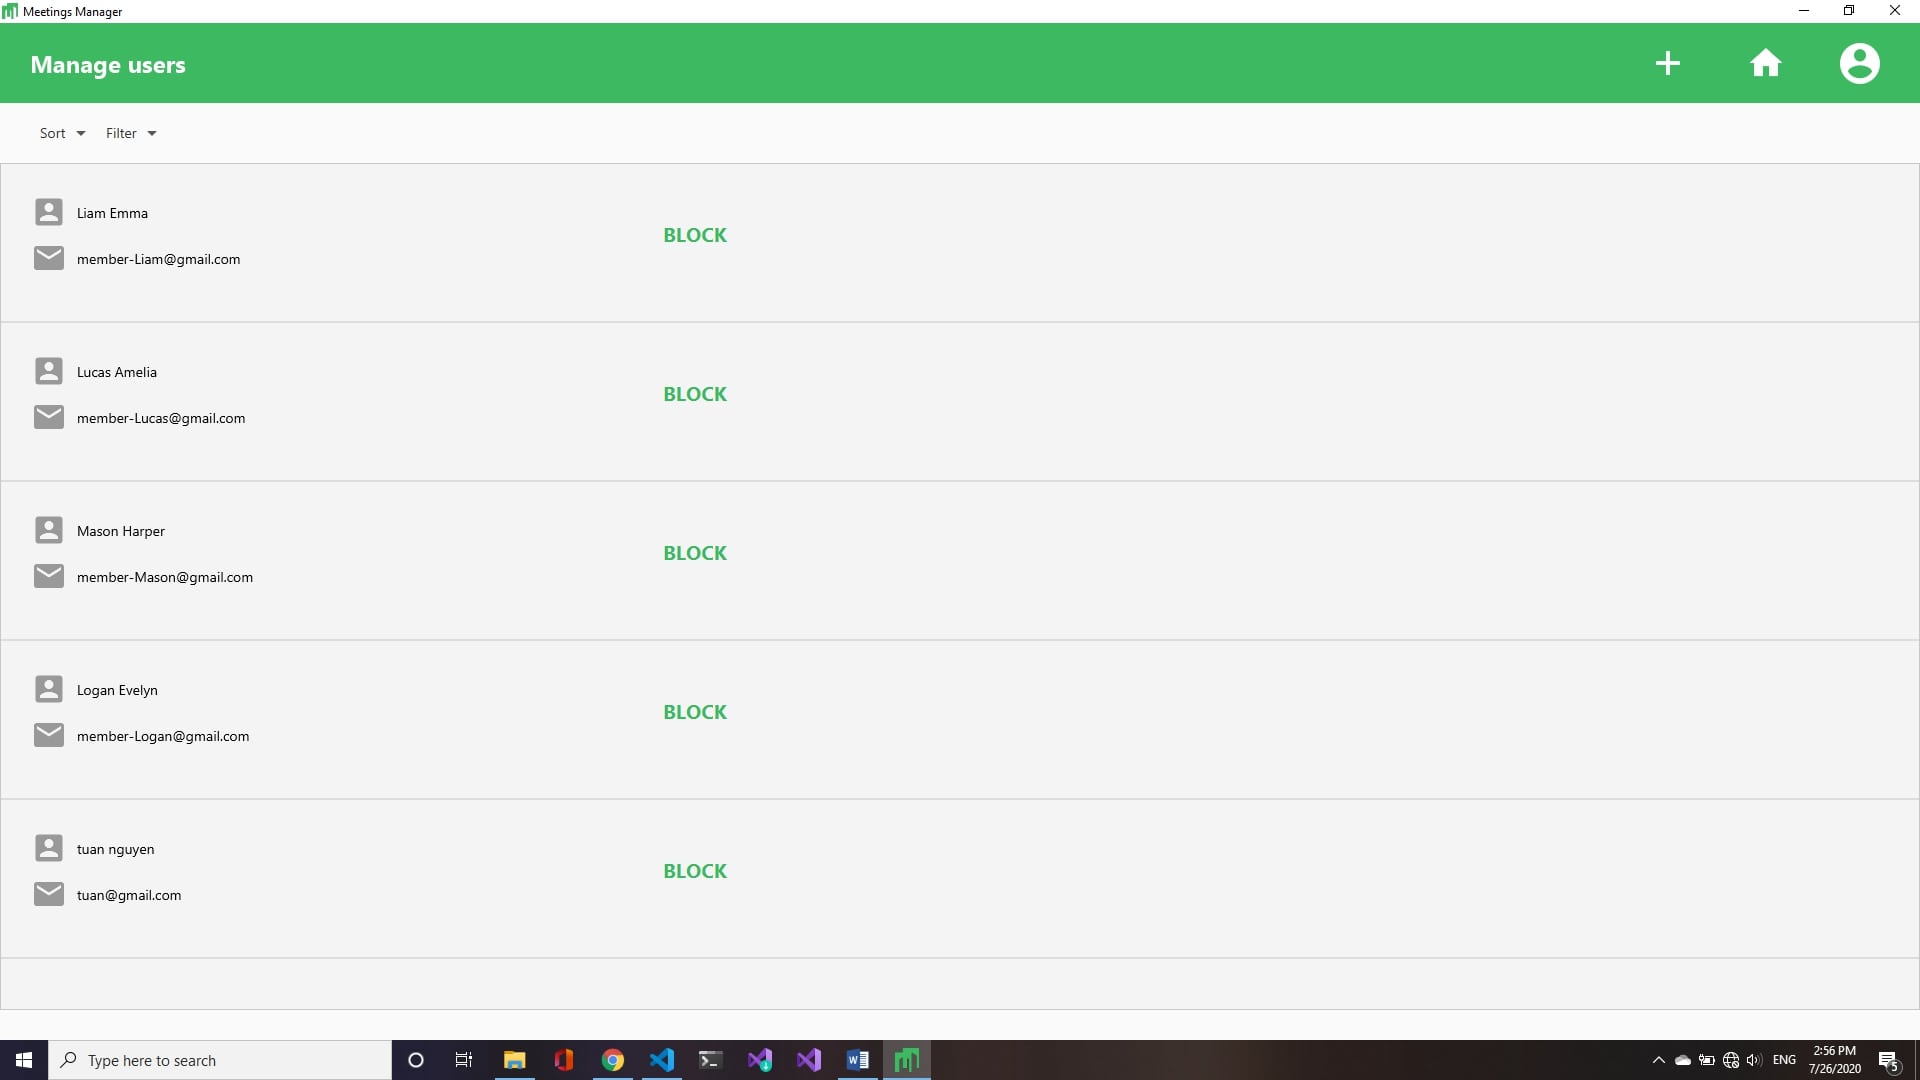 Meetings Manager
Manage users
Sort Filter
Liam Emma
BLOCK
member-Liam@gmail.com
Lucas Amelia
BLOCK
member-Lucas@gmail.com
Mason Harper
BLOCK
member-Mason@gmail.com
Logan Evelyn
BLOCK
member-Logan@gmail.com
tuan nguyen
BLOCK
tuan@gmail.com
Type here to search
ENG
2:56 PM
7/26/2020
5